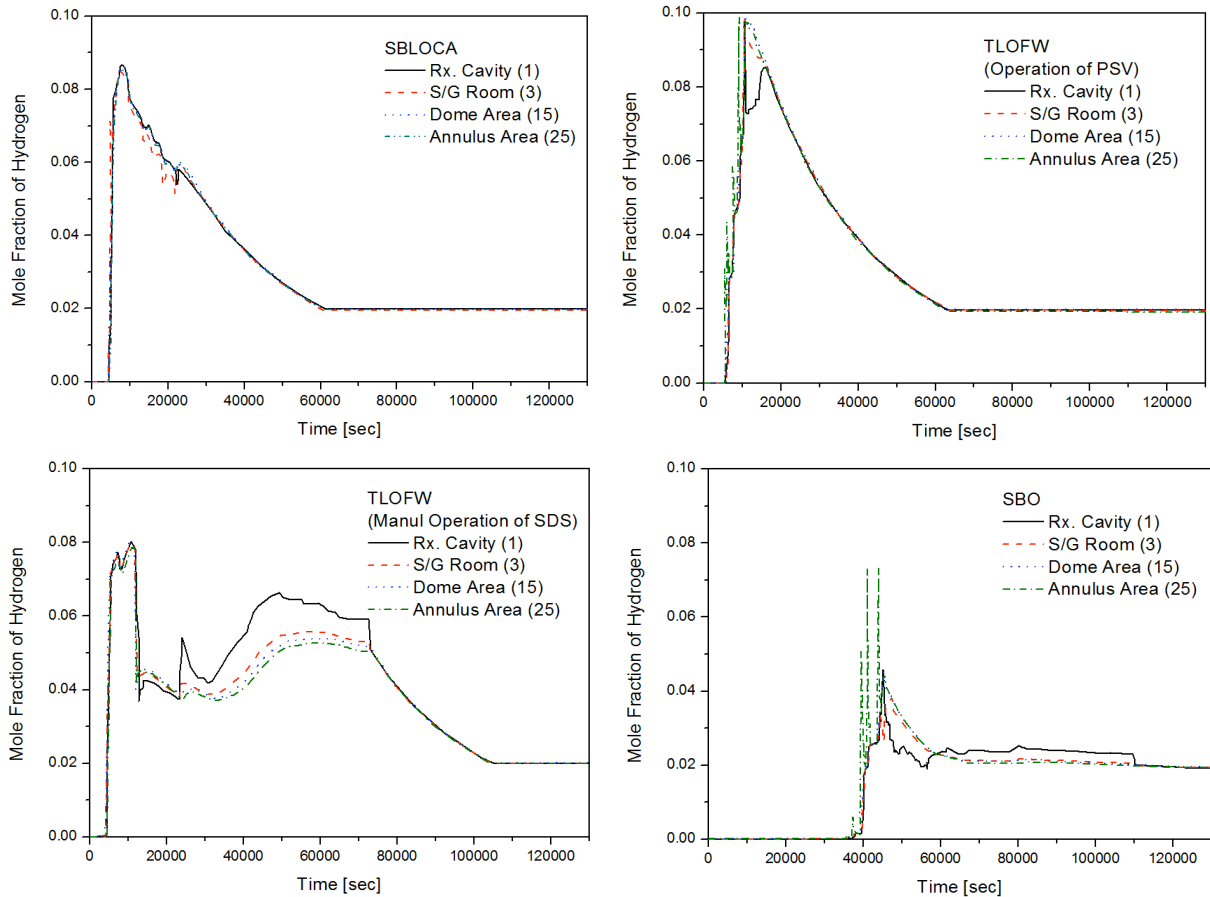 SBLOCA
Rx. Cavity (1)
S/G Room (3)
Dome Area (15)
Annulus Area (25)
Mole Fraction of Hydrogen
0.10
0.08
0.06
0.04
0.02
0.00
0 20000 40000 60000 80000 100000 120000
Time [sec]
TLOFW
(Operation of PSV)
Rx. Cavity (1)
S/G Room (3)
Dome Area (15)
Annulus Area (25)
Mole Fraction of Hydrogen
0.10
0.08
0.06
0.04
0.02
0.00
0 20000 40000 60000 80000 100000 120000
Time [sec]
TLOFW
(Manul Operation of SDS)
Rx. Cavity (1)
S/G Room (3)
Dome Area (15)
Annulus Area (25)
Mole Fraction of Hydrogen
0.10
0.08
0.06
0.04
0.02
0.00
0 20000 40000 60000 80000 100000 120000
Time [sec]
SBO
Rx. Cavity (1)
S/G Room (3)
Dome Area (15)
Annulus Area (25)
Mole Fraction of Hydrogen
0.10
0.08
0.06
0.04
0.02
0.00
0 20000 40000 60000 80000 100000 120000
Time [sec]